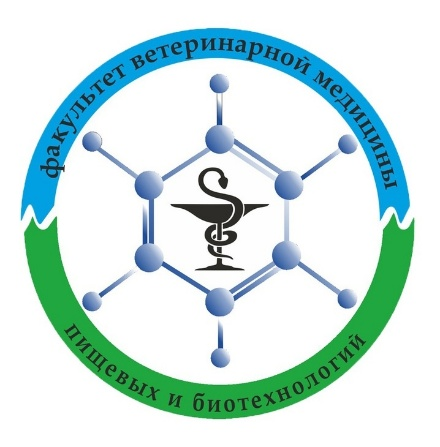 факультет ветеринарной медицины
пищевых и биотехнологий